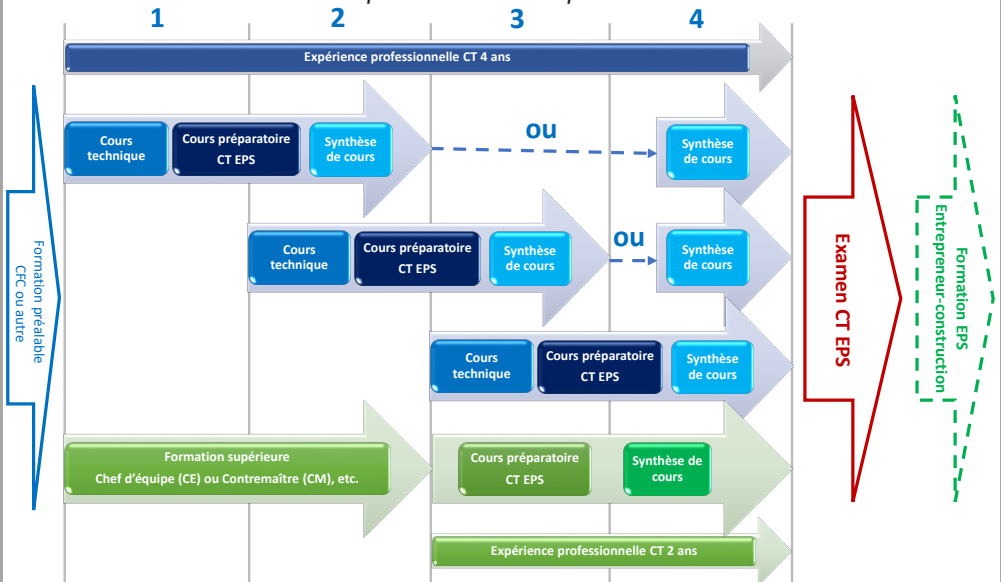 1 2 3 4
Expérience professionnelle CT 4 ans
Cours
technique
Cours préparatoire
CT EPS
Synthèse
de cours
ou
Synthèse
de cours
Cours
technique
Cours préparatoire
CT EPS
Synthèse
de cours
ou
Synthèse
de cours
Cours
technique
Cours préparatoire
CT EPS
Synthèse
de cours
Formation supérieure
Chef d’équipe (CE) ou Contremaître (CM), etc.
Cours préparatoire
CT EPS
Synthèse de
cours
Expérience professionnelle CT 2 ans
Formation préalable
CFC ou autre
Examen CT EPS
Formation EPS
Entrepreneur-construction